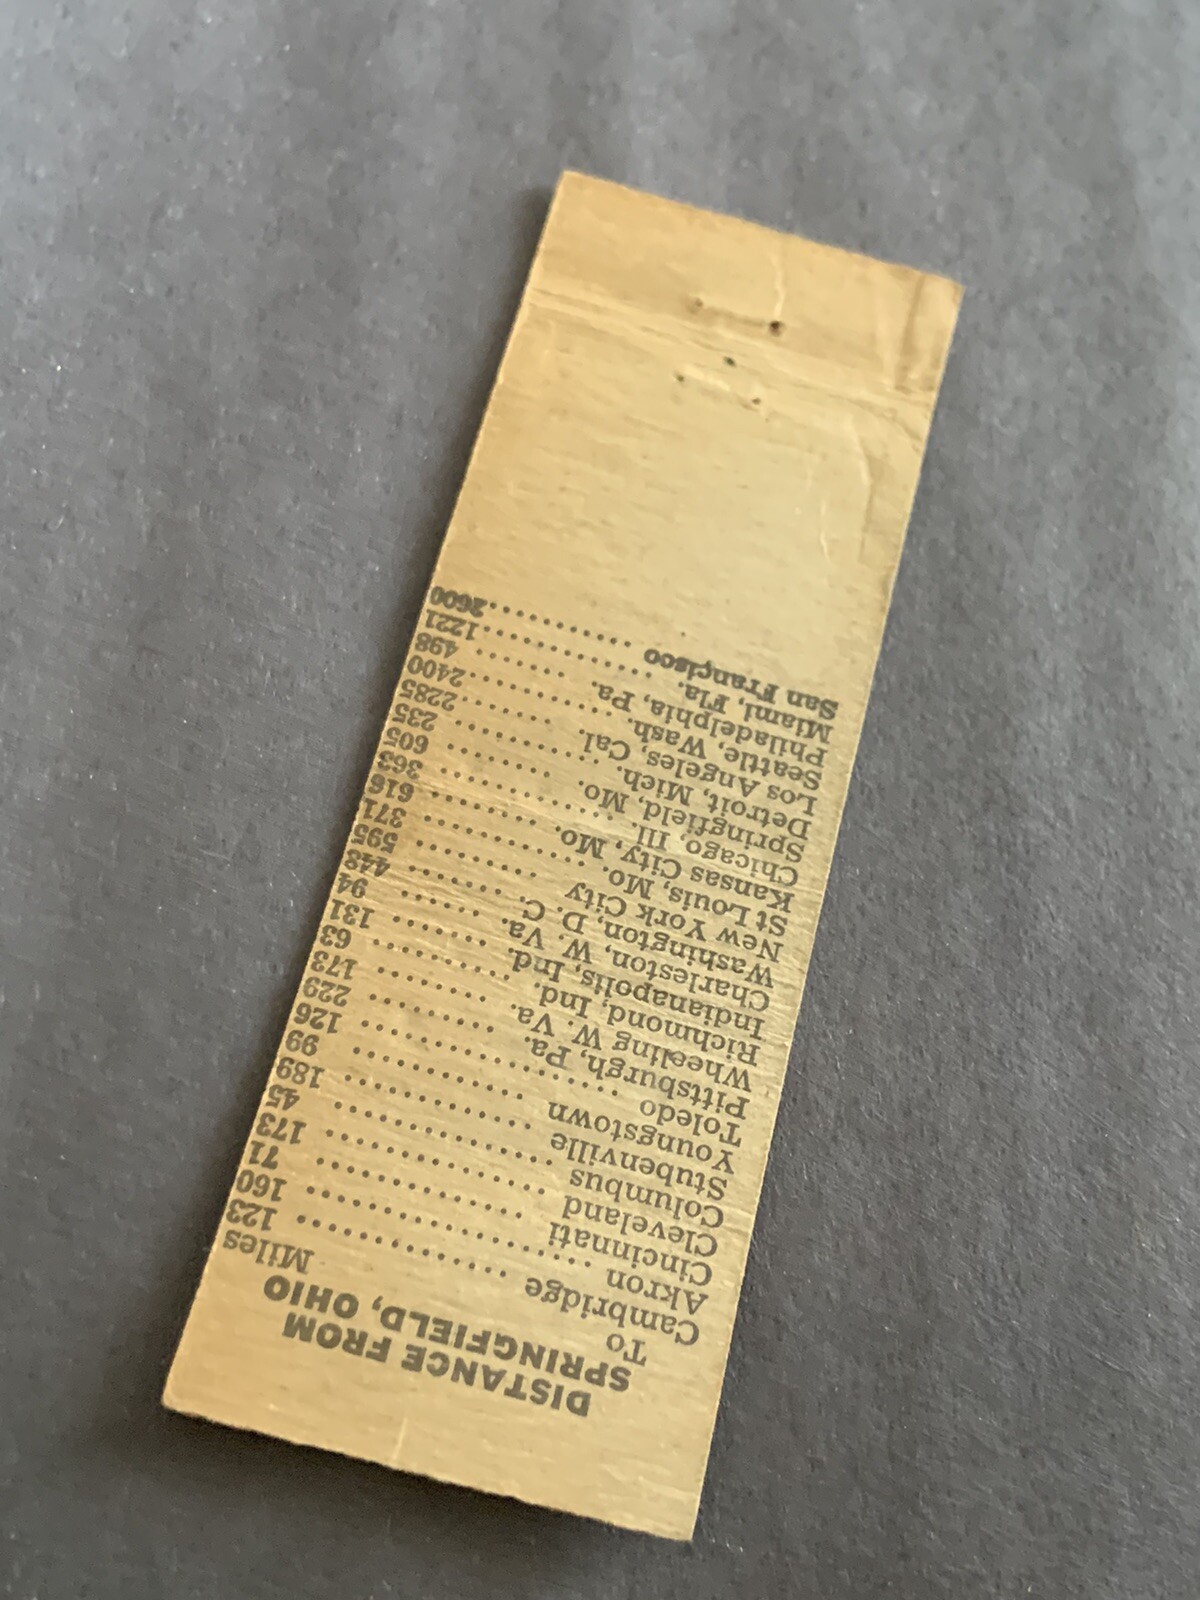 DISTANCE FROM
SPRINGFIELD, OHIO
To Miles
Cambridge .............. 123
Akron .................. 160
Cincinnati ............. 71
Cleveland .............. 173
Columbus ............... 45
Stubenville ............ 189
Youngstown ............. 99
Toledo ................. 126
Pittsburgh, Pa. ........ 229
Wheeling W. Va. ........ 173
Richmond, Ind. ......... 63
Indianapolis, Ind. ..... 131
Charleston, W. Va. ..... 94
Washington, D. C. ...... 448
New York City .......... 595
St Louis, Mo. .......... 371
Kansas City, Mo. ....... 616
Chicago, Ill. .......... 363
Springfield, Mo. ....... 605
Detroit, Mich. ......... 235
Los Angeles, Cal. ...... 2285
Seattle, Wash. ......... 2400
Philadelphia, Pa. ...... 498
Miami, Fla. ............ 1221
San Francisco .......... 2600